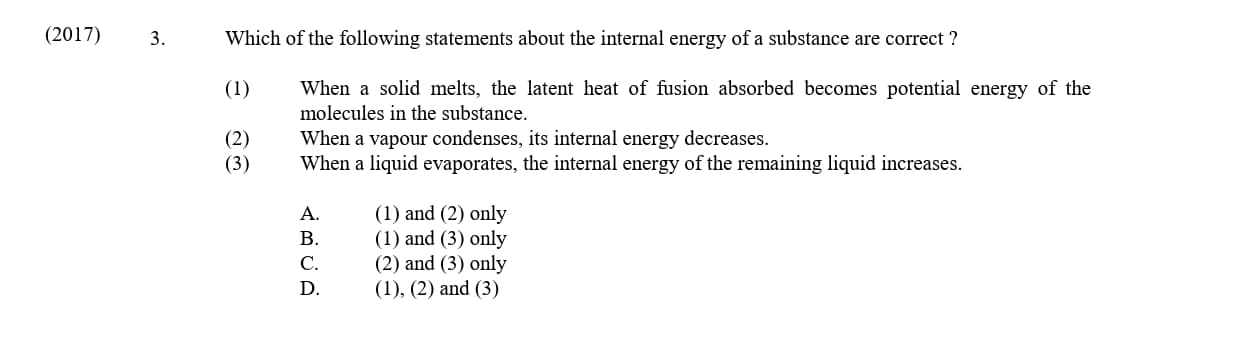 (2017) 3. Which of the following statements about the internal energy of a substance are correct ?
(1) When a solid melts, the latent heat of fusion absorbed becomes potential energy of the
molecules in the substance.
(2) When a vapour condenses, its internal energy decreases.
(3) When a liquid evaporates, the internal energy of the remaining liquid increases.
A. (1) and (2) only
B. (1) and (3) only
C. (2) and (3) only
D. (1), (2) and (3)